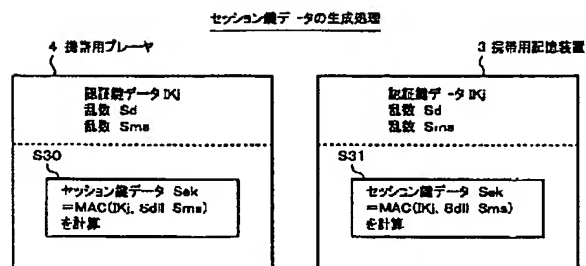 セッション鍵データの生成処理
4 携帯用プレーヤ
3 携帯用記憶装置
認証鍵データ IKj
乱数 Sd
乱数 Sms
認証鍵データ IKj
乱数 Sd
乱数 Sms
S30
セッション鍵データ Sek
=MAC(IKj, Sd|| Sms)
を計算
S31
セッション鍵データ Sek
=MAC(IKj, Sd|| Sms)
を計算